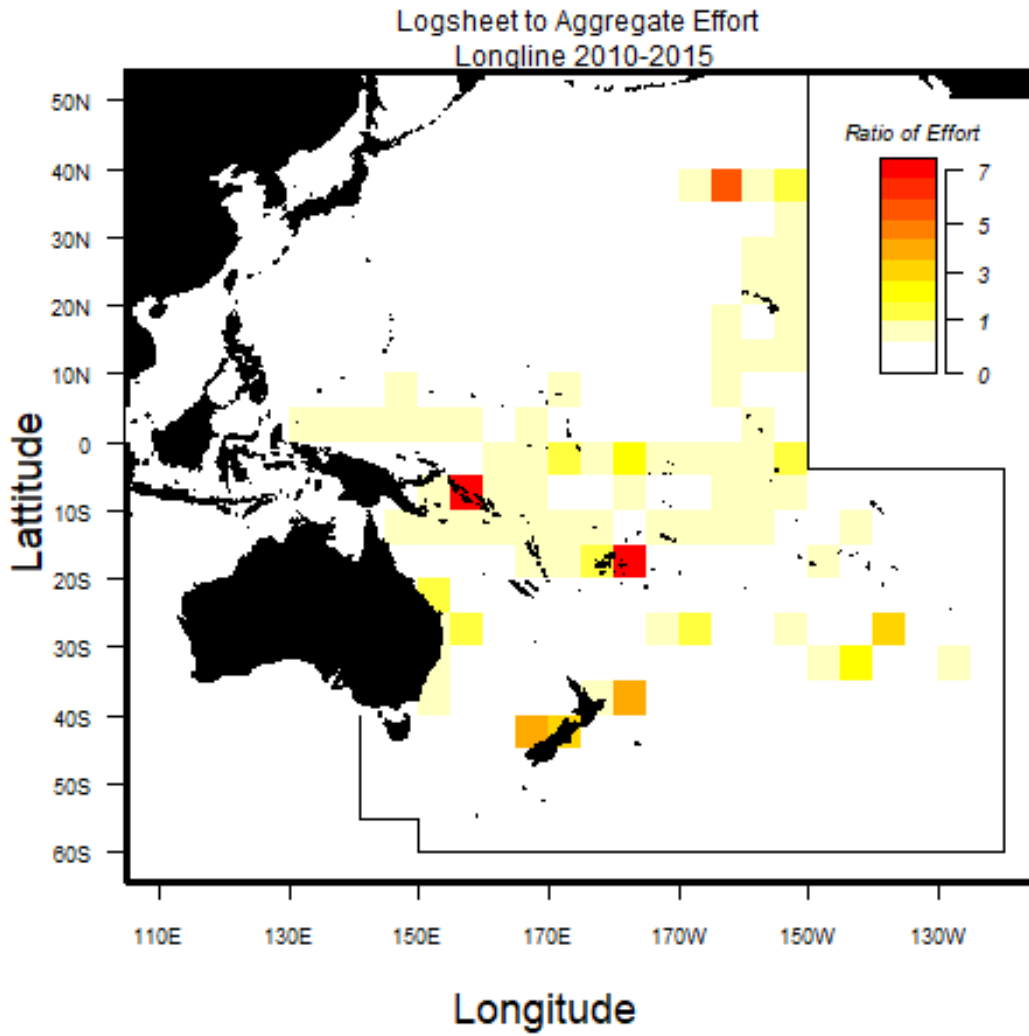 Logsheet to Aggregate Effort
Longline 2010-2015
Ratio of Effort
7
5
3
1
0
50N
40N
30N
20N
10N
0
10S
20S
30S
40S
50S
60S
Lattitude
110E 130E 150E 170E 170W 150W 130W
Longitude